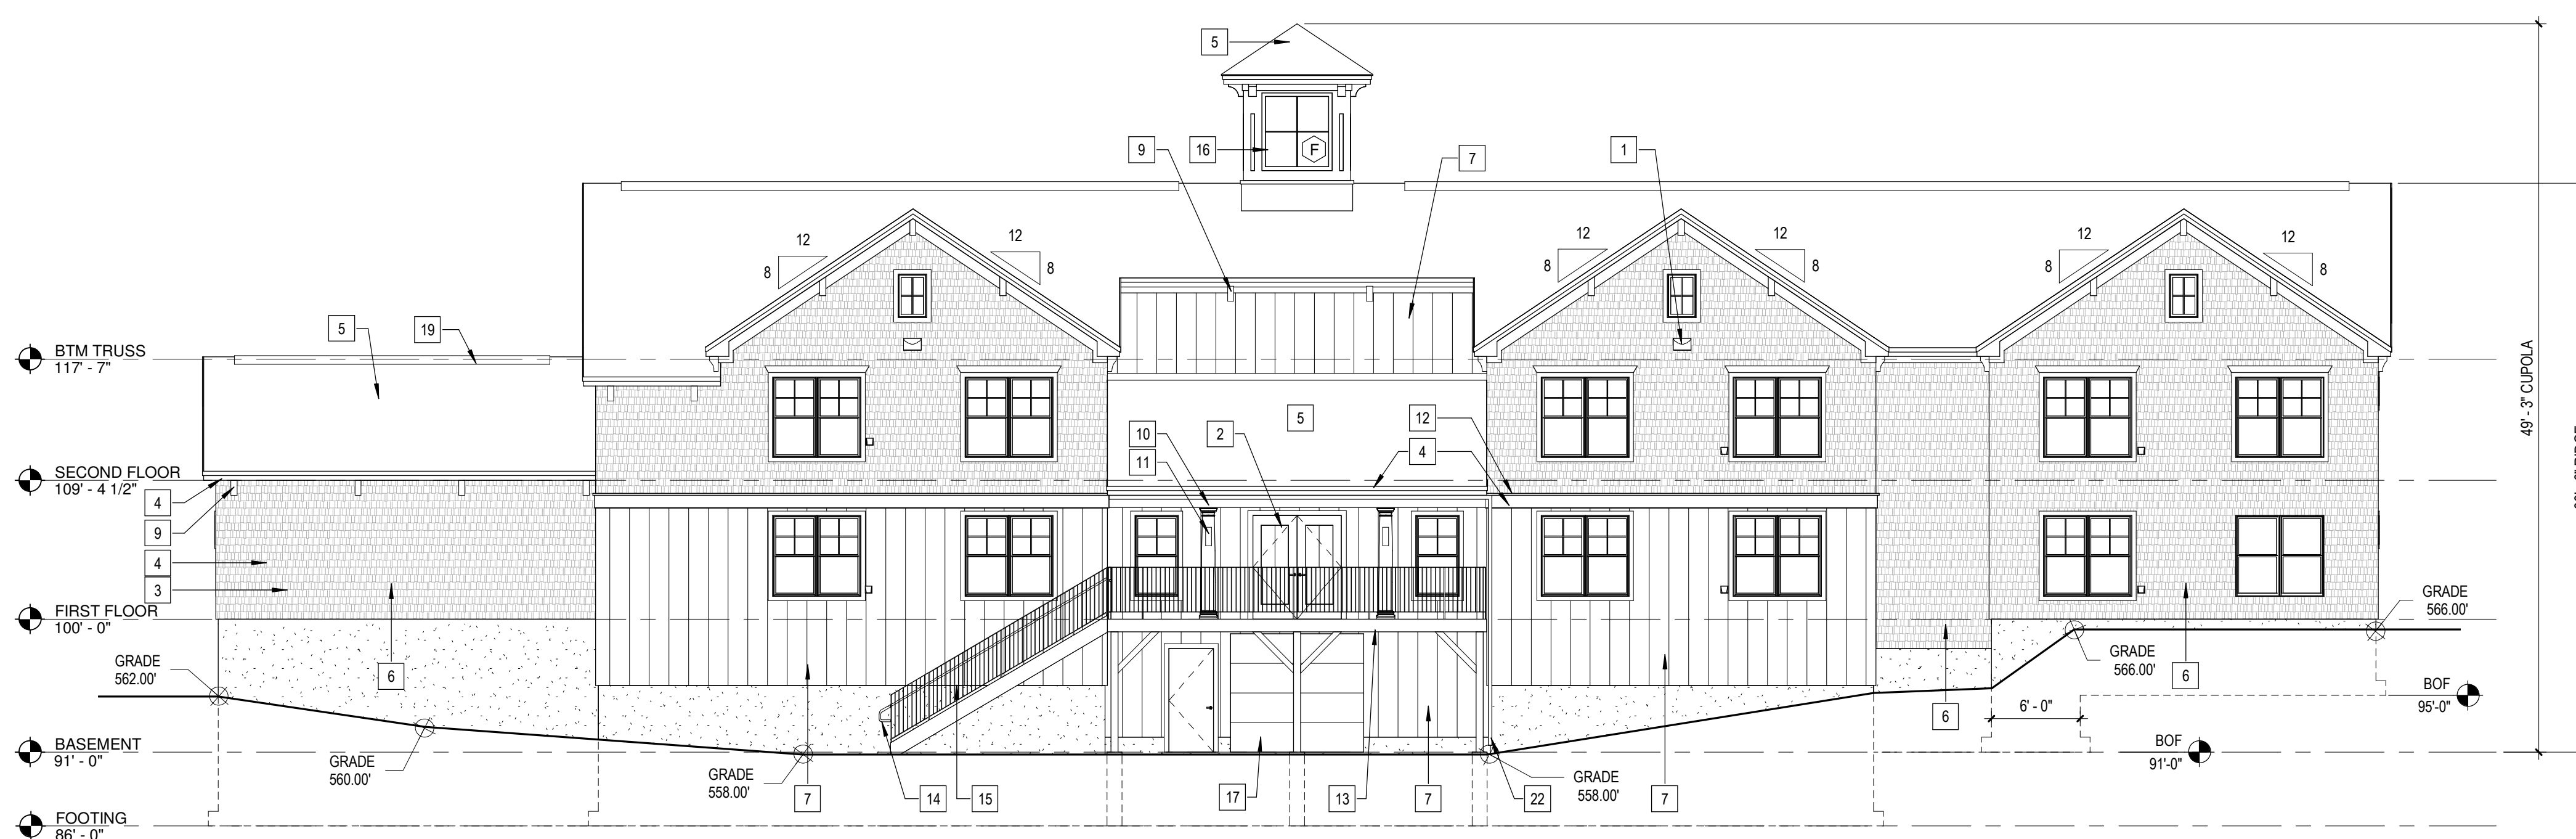 5
9
16
F
7
1
12
12
12
12
12
12
8
8
8
8
8
8
5
19
BTM TRUSS
117' - 7"
49' - 3" CUPOLA
10
2
5
12
11
4
SECOND FLOOR
109' - 4 1/2"
4
9
4
3
FIRST FLOOR
100' - 0"
GRADE
566.00'
GRADE
562.00'
6
GRADE
566.00'
6
BOF
95'-0"
6
6' - 0"
BASEMENT
91' - 0"
GRADE
560.00'
GRADE
558.00'
7
14
15
17
13
7
22
GRADE
558.00'
7
BOF
91'-0"
FOOTING
86' - 0"